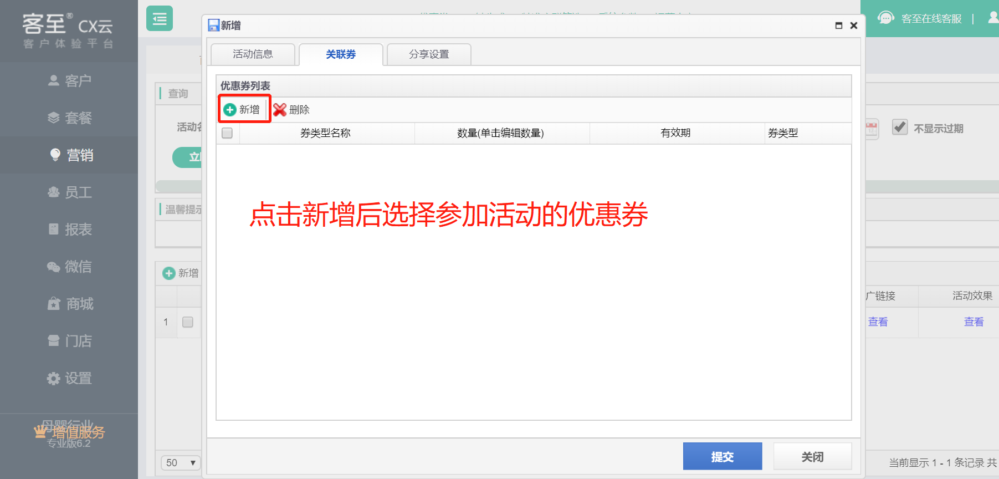 客至® CX云
客户体验平台
客户
套餐
营销
员工
报表
微信
商城
门店
设置
母婴行业
增值服务
专业版6.2
客至在线客服 |
新增
活动信息
关联券
分享设置
优惠券列表
新增
删除
券类型名称
数量(单击编辑数量)
有效期
券类型
点击新增后选择参加活动的优惠券
提交
关闭
查询
活动名
不显示过期
立
温馨提示
新增
广链接
活动效果
1
查看
查看
50
当前显示 1 - 1 条记录 共